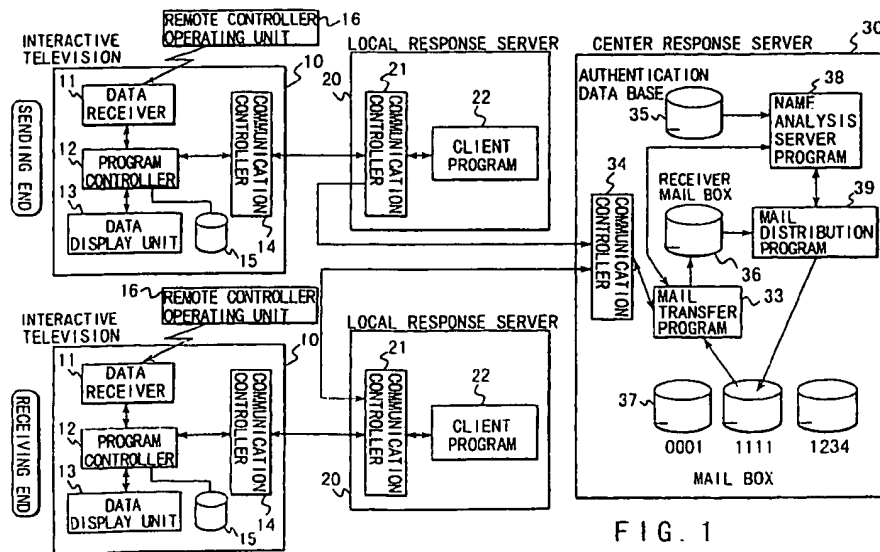 REMOTE CONTROLLER
OPERATING UNIT
16
INTERACTIVE
TELEVISION
10
SENDING END
11
DATA
RECEIVER
12
PROGRAM
CONTROLLER
13
DATA
DISPLAY UNIT
15
COMMUNICATION
CONTROLLER
14
LOCAL RESPONSE SERVER
20
21
COMMUNICATION
CONTROLLER
22
CLIENT
PROGRAM
CENTER RESPONSE SERVER
30
AUTHENTICATION
DATA BASE
35
38
NAME
ANALYSIS
SERVER
PROGRAM
34
COMMUNICATION
CONTROLLER
RECEIVER
MAIL BOX
36
39
MAIL
DISTRIBUTION
PROGRAM
MAIL
TRANSFER
PROGRAM
33
37
0001
1111
1234
MAIL BOX
16
REMOTE CONTROLLER
OPERATING UNIT
INTERACTIVE
TELEVISION
10
RECEIVING END
11
DATA
RECEIVER
12
PROGRAM
CONTROLLER
13
DATA
DISPLAY UNIT
15
COMMUNICATION
CONTROLLER
14
LOCAL RESPONSE SERVER
20
21
COMMUNICATION
CONTROLLER
22
CLIENT
PROGRAM
FIG. 1